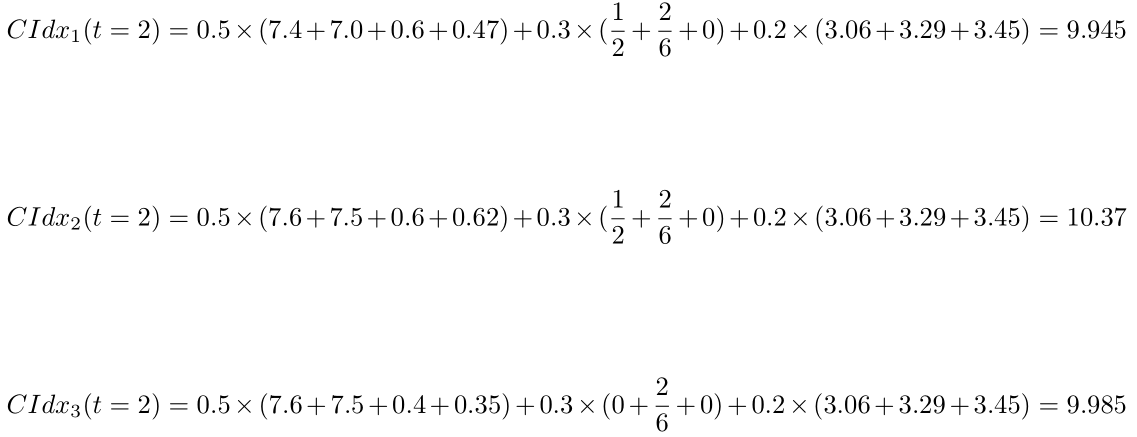 CIdx₁(t = 2) = 0.5 × (7.4 + 7.0 + 0.6 + 0.47) + 0.3 × (1/2 + 2/6 + 0) + 0.2 × (3.06 + 3.29 + 3.45) = 9.945
CIdx₂(t = 2) = 0.5 × (7.6 + 7.5 + 0.6 + 0.62) + 0.3 × (1/2 + 2/6 + 0) + 0.2 × (3.06 + 3.29 + 3.45) = 10.37
CIdx₃(t = 2) = 0.5 × (7.6 + 7.5 + 0.4 + 0.35) + 0.3 × (0 + 2/6 + 0) + 0.2 × (3.06 + 3.29 + 3.45) = 9.985